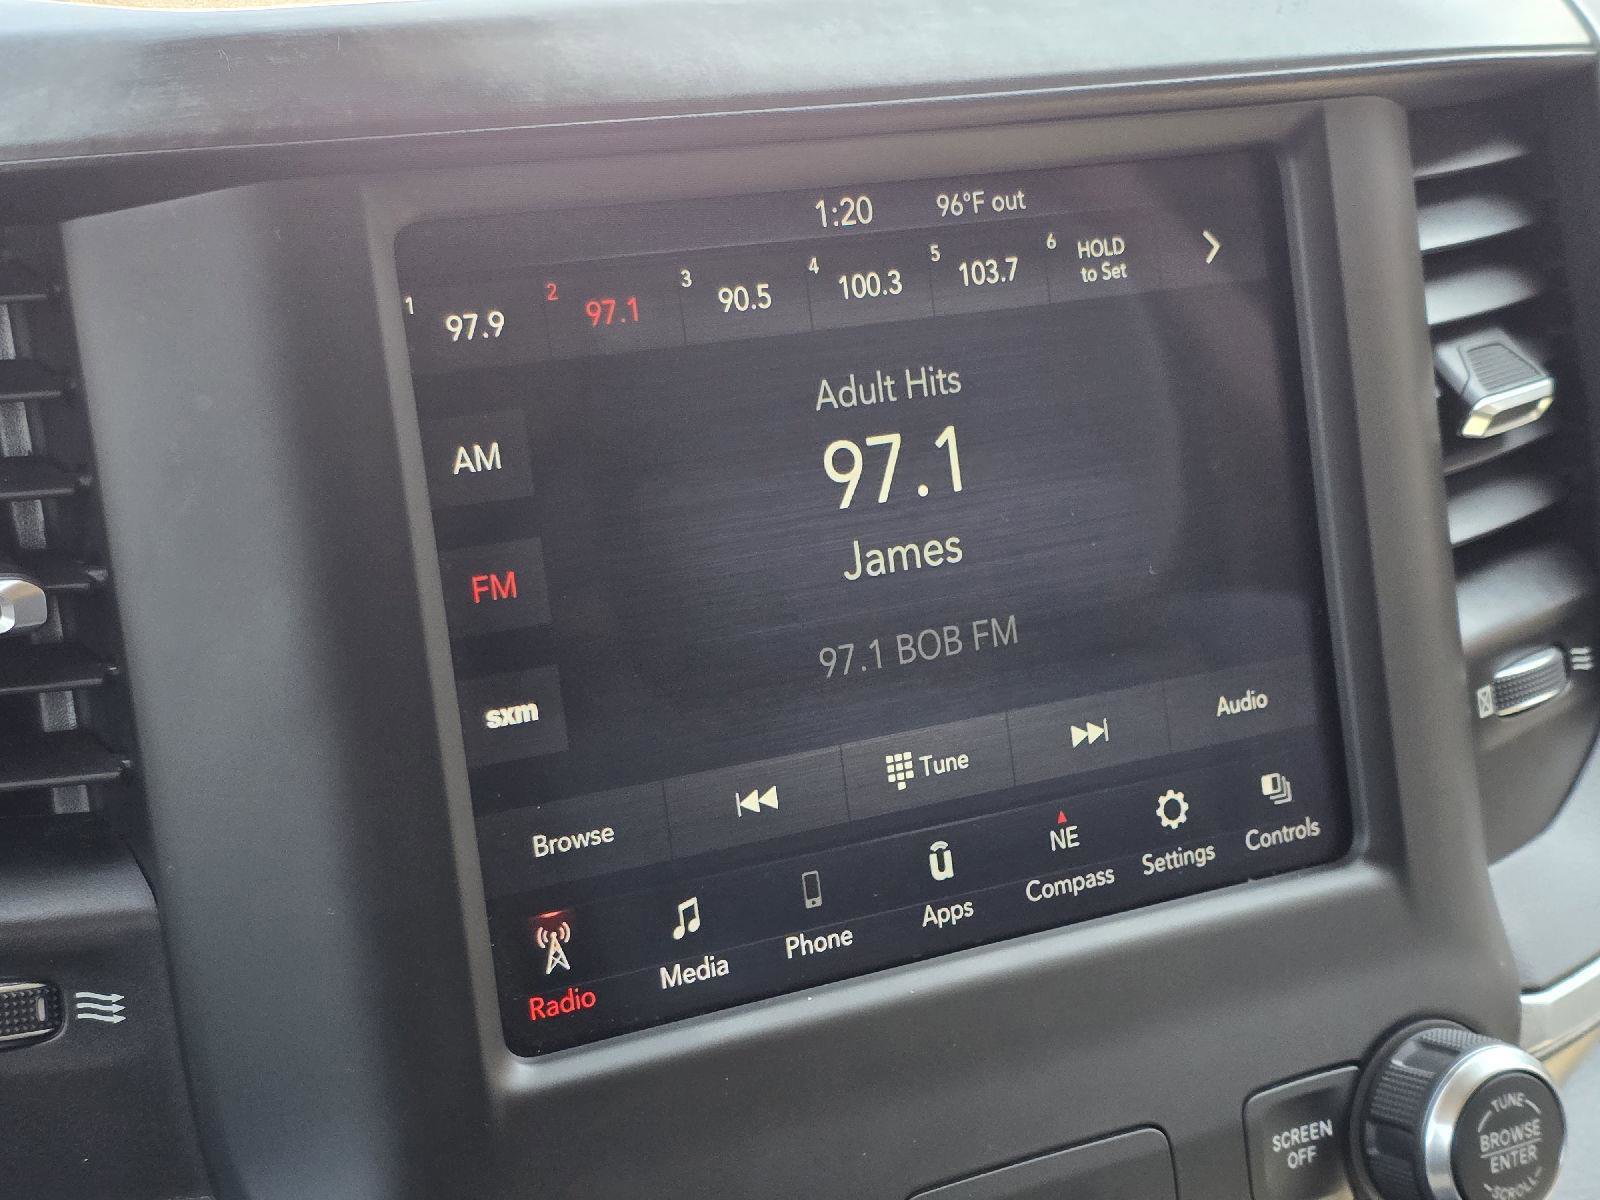 1:20 96°F out
1 97.9 2 97.1 3 90.5 4 100.3 5 103.7 6 HOLD to Set
Adult Hits
AM
97.1
James
FM
97.1 BOB FM
sxm
Browse Tune Audio
NE
Radio Media Phone Apps Compass Settings Controls
SCREEN
OFF
TUNE
BROWSE
ENTER
SCROLL